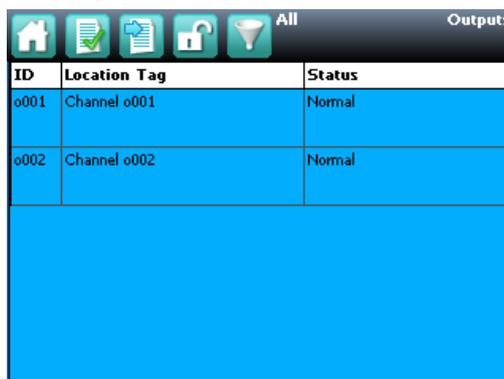 All Outputs
ID Location Tag Status
o001 Channel o001 Normal
o002 Channel o002 Normal